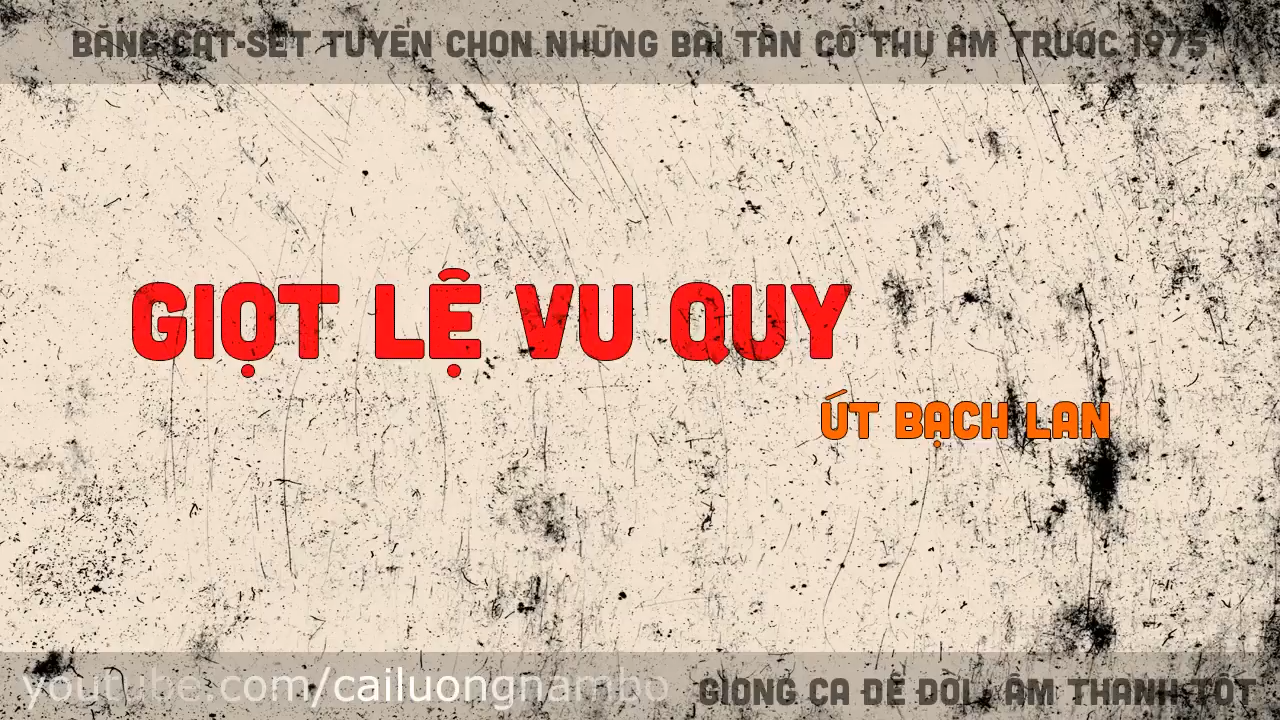 BĂNG CÁT-SÉT TUYỂN CHỌN NHỮNG BÀI TÂN CỔ THU ÂM TRƯỚC 1975
GIỌT LỆ VU QUY
ÚT BẠCH LAN
youtube.com/cailuongnambo
GIỌNG CA ĐỂ ĐỜI, ÂM THANH TỐT